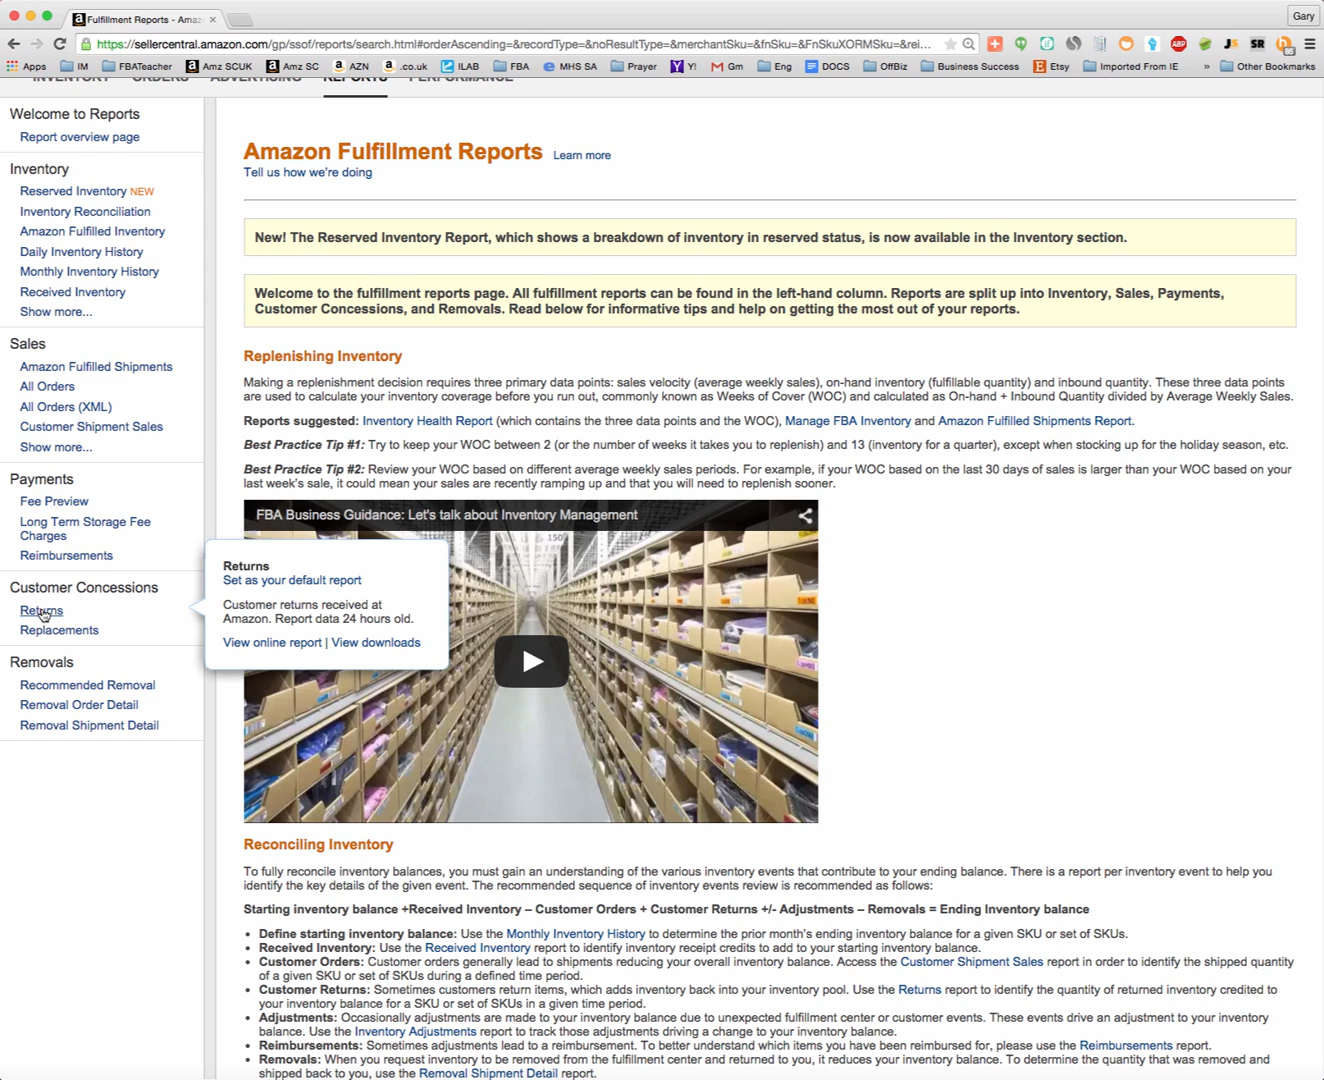 Fulfillment Reports - Amaz
Gary
https://sellercentral.amazon.com/gp/ssof/reports/search.html#orderAscending=&recordType=&noResultType=&merchantSku=&fnSku=&FnSkuXORMSku=&rei...
Apps IM FBATeacher Amz SCUK Amz SC AZN .co.uk ILAB FBA MHS SA Prayer Y! Gm Eng DOCS OffBiz Business Success Etsy Imported From IE » Other Bookmarks
INVENTORY ORDERS ADVERTISING REPORTS PERFORMANCE
Welcome to Reports
Report overview page
Inventory
Reserved Inventory NEW
Inventory Reconciliation
Amazon Fulfilled Inventory
Daily Inventory History
Monthly Inventory History
Received Inventory
Show more...
Sales
Amazon Fulfilled Shipments
All Orders
All Orders (XML)
Customer Shipment Sales
Show more...
Payments
Fee Preview
Long Term Storage Fee
Charges
Reimbursements
Customer Concessions
Returns
Replacements
Removals
Recommended Removal
Removal Order Detail
Removal Shipment Detail
Returns
Set as your default report
Customer returns received at
Amazon. Report data 24 hours old.
View online report | View downloads
Amazon Fulfillment Reports Learn more
Tell us how we're doing
New! The Reserved Inventory Report, which shows a breakdown of inventory in reserved status, is now available in the Inventory section.
Welcome to the fulfillment reports page. All fulfillment reports can be found in the left-hand column. Reports are split up into Inventory, Sales, Payments,
Customer Concessions, and Removals. Read below for informative tips and help on getting the most out of your reports.
Replenishing Inventory
Making a replenishment decision requires three primary data points: sales velocity (average weekly sales), on-hand inventory (fulfillable quantity) and inbound quantity. These three data points
are used to calculate your inventory coverage before you run out, commonly known as Weeks of Cover (WOC) and calculated as On-hand + Inbound Quantity divided by Average Weekly Sales.
Reports suggested: Inventory Health Report (which contains the three data points and the WOC), Manage FBA Inventory and Amazon Fulfilled Shipments Report.
Best Practice Tip #1: Try to keep your WOC between 2 (or the number of weeks it takes you to replenish) and 13 (inventory for a quarter), except when stocking up for the holiday season, etc.
Best Practice Tip #2: Review your WOC based on different average weekly sales periods. For example, if your WOC based on the last 30 days of sales is larger than your WOC based on your
last week's sale, it could mean your sales are recently ramping up and that you will need to replenish sooner.
FBA Business Guidance: Let's talk about Inventory Management
Reconciling Inventory
To fully reconcile inventory balances, you must gain an understanding of the various inventory events that contribute to your ending balance. There is a report per inventory event to help you
identify the key details of the given event. The recommended sequence of inventory events review is recommended as follows:
Starting inventory balance +Received Inventory – Customer Orders + Customer Returns +/- Adjustments – Removals = Ending Inventory balance
• Define starting inventory balance: Use the Monthly Inventory History to determine the prior month's ending inventory balance for a given SKU or set of SKUs.
• Received Inventory: Use the Received Inventory report to identify inventory receipt credits to add to your starting inventory balance.
• Customer Orders: Customer orders generally lead to shipments reducing your overall inventory balance. Access the Customer Shipment Sales report in order to identify the shipped quantity
of a given SKU or set of SKUs during a defined time period.
• Customer Returns: Sometimes customers return items, which adds inventory back into your inventory pool. Use the Returns report to identify the quantity of returned inventory credited to
your inventory balance for a SKU or set of SKUs in a given time period.
• Adjustments: Occasionally adjustments are made to your inventory balance due to unexpected fulfillment center or customer events. These events drive an adjustment to your inventory
balance. Use the Inventory Adjustments report to track those adjustments driving a change to your inventory balance.
• Reimbursements: Sometimes adjustments lead to a reimbursement. To better understand which items you have been reimbursed for, please use the Reimbursements report.
• Removals: When you request inventory to be removed from the fulfillment center and returned to you, it reduces your inventory balance. To determine the quantity that was removed and
shipped back to you, use the Removal Shipment Detail report.